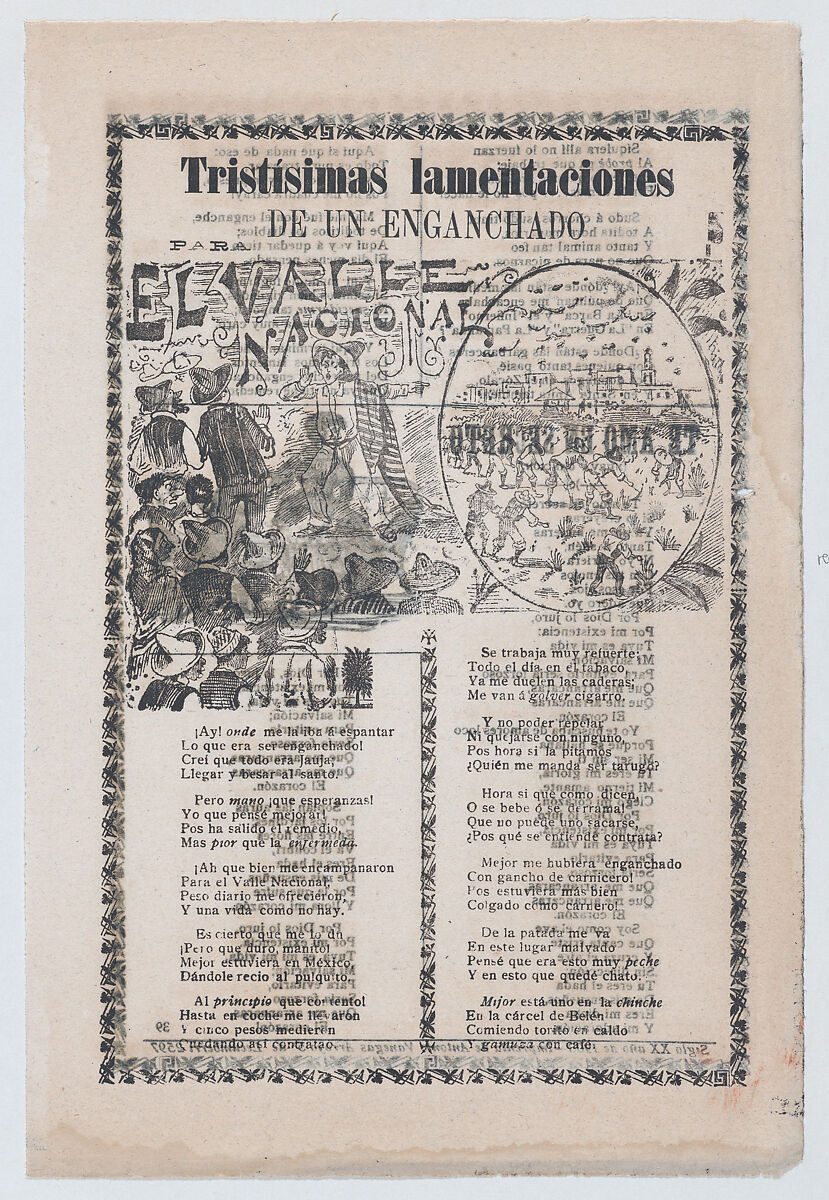 Tristísimas lamentaciones
DE UN ENGANCHADO
PARA
EL VALLE
NACIONAL
¡Ay! onde me la iba á espantar
Lo que era ser enganchado!
Creí que todo era Jauja;
Llegar y besar al santo.
Pero mano ¡que esperanzas!
Yo que pensé mejorar!
Pos ha salido el remedio,
Mas pior que la enfermeda.
¡Ah que bien me encampanaron
Para el Valle Nacional,
Peso diario me ofrecieron,
Y una vida como no hay.
Es cierto que me lo dn
¡Pero que duro, manito!
Mejor estuviera en México,
Dándole recio al pulquito.
Al principio que contento!
Hasta en coche me llevaron
Y cinco pesos medieron
Quedando así contratao.
Se trabaja muy refuerte;
Todo el día en el tabaco,
Ya me duelen las caderas;
Me van á golver cigarro.
Y no poder repelar
Ni quejarse con ninguno,
Pos hora si la pitamos
¿Quién me manda ser tarugo?
Hora si que como dicen,
O se bebe ó se derrama!
Que no puede uno sacarse,
¿Pos qué se entiende contrata?
Mejor me hubiera enganchado
Con gancho de carnicero!
Pos estuviera más bien
Colgado como carnero!
De la patada me va
En este lugar malvado
Pensé que era esto muy peche
Y en esto que quedé chato.
Mijor está uno en la chinche
En la cárcel de Belén
Comiendo torito en caldo
Y gamuza con café.